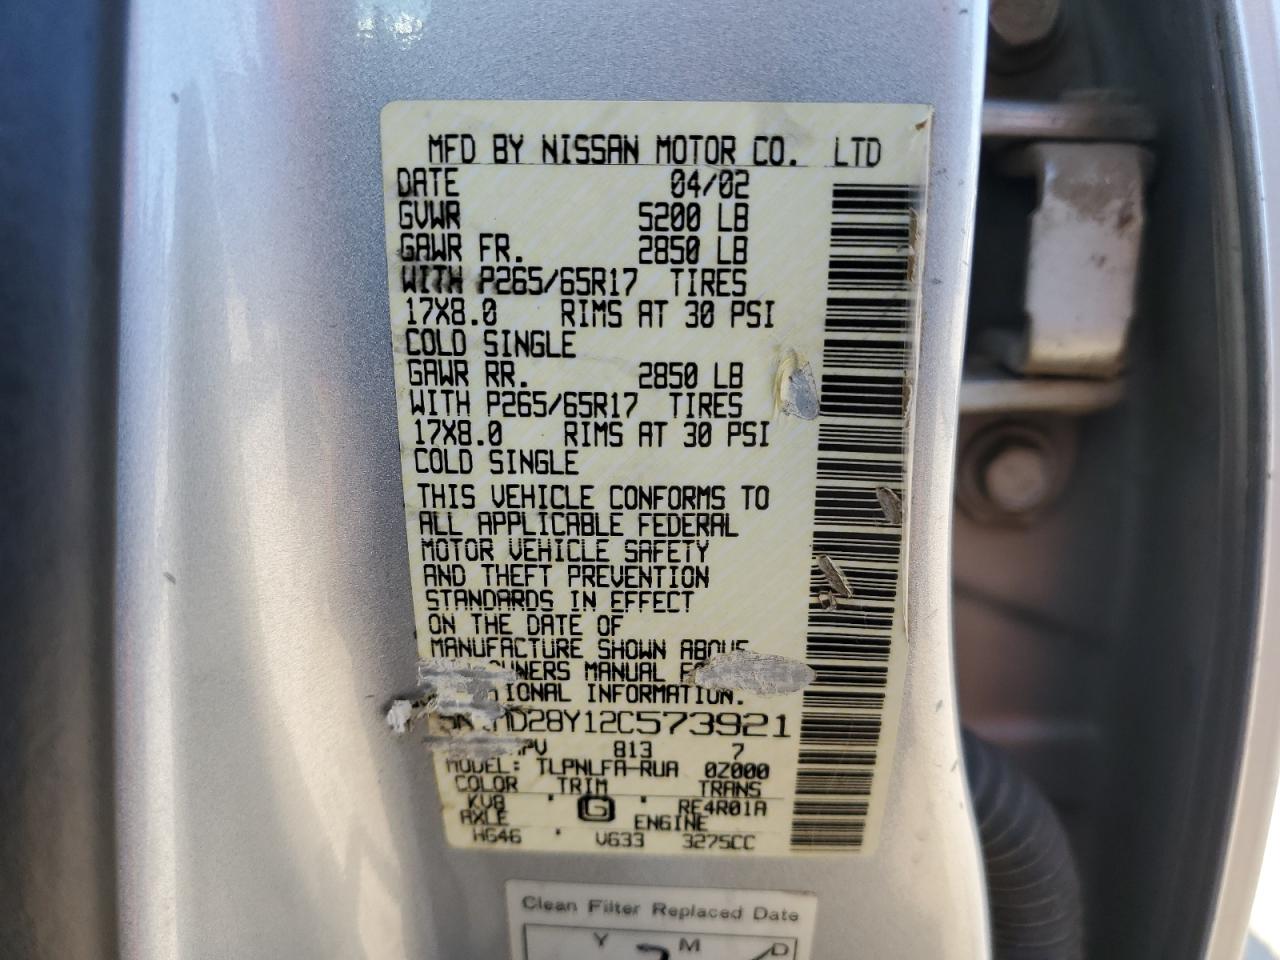 MFD BY NISSAN MOTOR CO. LTD
DATE 04/02
GVWR 5200 LB
GAWR FR. 2850 LB
WITH P265/65R17 TIRES
17X8.0 RIMS AT 30 PSI
COLD SINGLE
GAWR RR. 2850 LB
WITH P265/65R17 TIRES
17X8.0 RIMS AT 30 PSI
COLD SINGLE
THIS VEHICLE CONFORMS TO
ALL APPLICABLE FEDERAL
MOTOR VEHICLE SAFETY
AND THEFT PREVENTION
STANDARDS IN EFFECT
ON THE DATE OF
MANUFACTURE SHOWN ABOVE
OWNERS MANUAL
INFORMATION.
D28Y12C573921
813 7
MODEL: TLPNLFA-RUA 0Z000
COLOR TRIM TRANS
KV8 G RE4R01A
AXLE ENGINE
HG46 VG33 3275CC
Clean Filter Replaced Date
Y M D